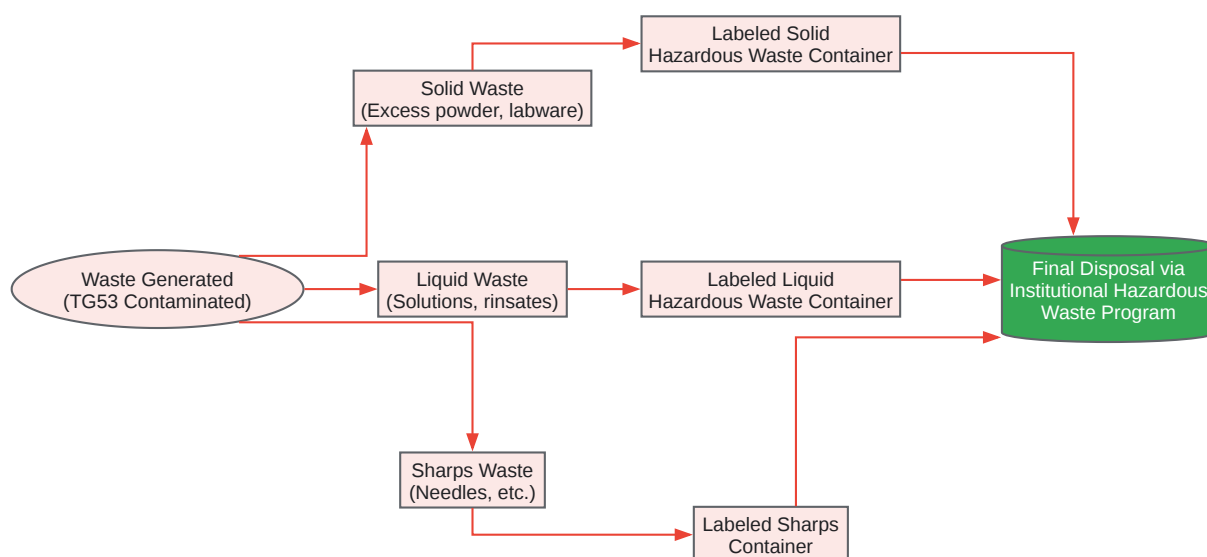 Labeled Solid
Hazardous Waste Container
Solid Waste
(Excess powder, labware)
Waste Generated
(TG53 Contaminated)
Liquid Waste
(Solutions, rinsates)
Labeled Liquid
Hazardous Waste Container
Final Disposal via
Institutional Hazardous
Waste Program
Sharps Waste
(Needles, etc.)
Labeled Sharps
Container